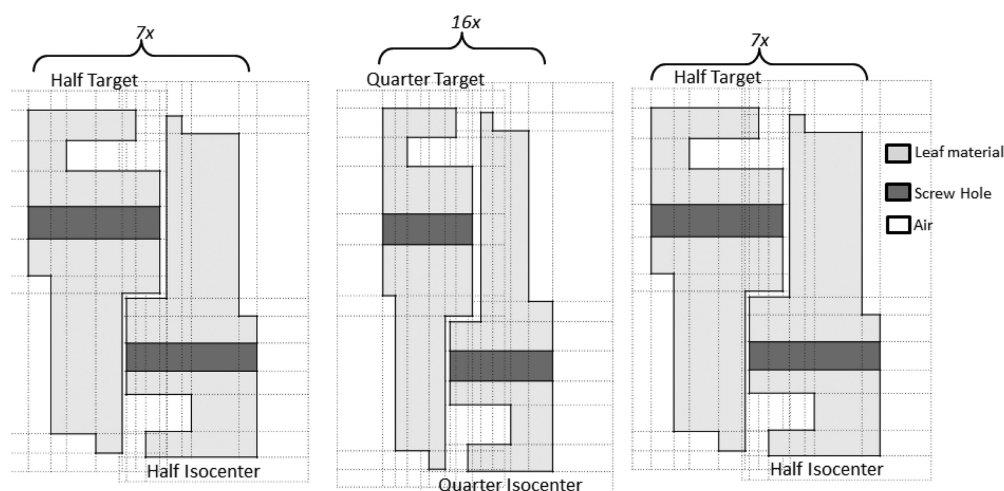 7x
Half Target
Half Isocenter
16x
Quarter Target
Quarter Isocenter
7x
Half Target
Half Isocenter
Leaf material
Screw Hole
Air